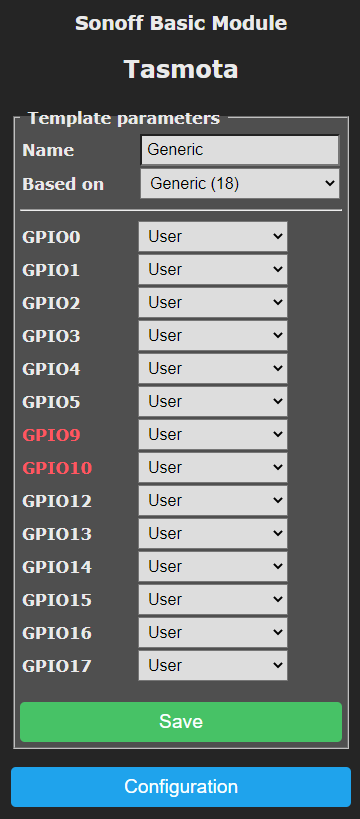 Sonoff Basic Module
Tasmota
Template parameters
Name Generic
Based on Generic (18)
GPIO0 User
GPIO1 User
GPIO2 User
GPIO3 User
GPIO4 User
GPIO5 User
GPIO9 User
GPIO10 User
GPIO12 User
GPIO13 User
GPIO14 User
GPIO15 User
GPIO16 User
GPIO17 User
Save
Configuration